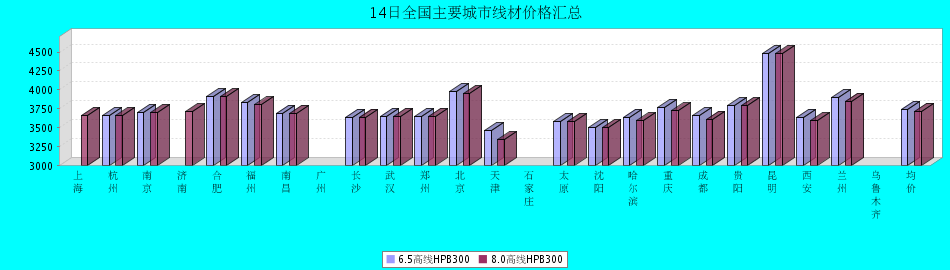 14日全国主要城市线材价格汇总
4500
4250
4000
3750
3500
3250
3000
上海
杭州
南京
济南
合肥
福州
南昌
广州
长沙
武汉
郑州
北京
天津
石家庄
太原
沈阳
哈尔滨
重庆
成都
贵阳
昆明
西安
兰州
乌鲁木齐
均价
6.5高线HPB300
8.0高线HPB300